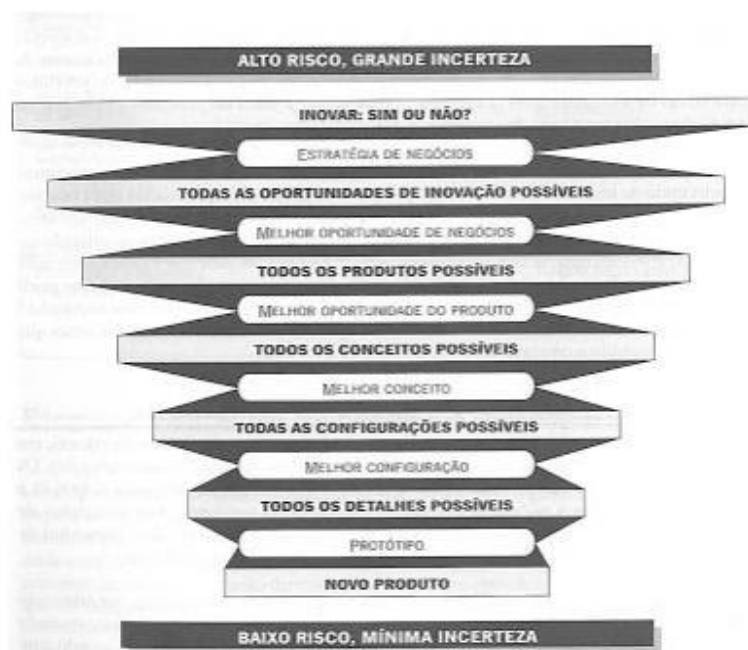 ALTO RISCO, GRANDE INCERTEZA
INOVAR: SIM OU NÃO?
ESTRATÉGIA DE NEGÓCIOS
TODAS AS OPORTUNIDADES DE INOVAÇÃO POSSÍVEIS
MELHOR OPORTUNIDADE DE NEGÓCIOS
TODOS OS PRODUTOS POSSÍVEIS
MELHOR OPORTUNIDADE DO PRODUTO
TODOS OS CONCEITOS POSSÍVEIS
MELHOR CONCEITO
TODAS AS CONFIGURAÇÕES POSSÍVEIS
MELHOR CONFIGURAÇÃO
TODOS OS DETALHES POSSÍVEIS
PROTÓTIPO
NOVO PRODUTO
BAIXO RISCO, MÍNIMA INCERTEZA